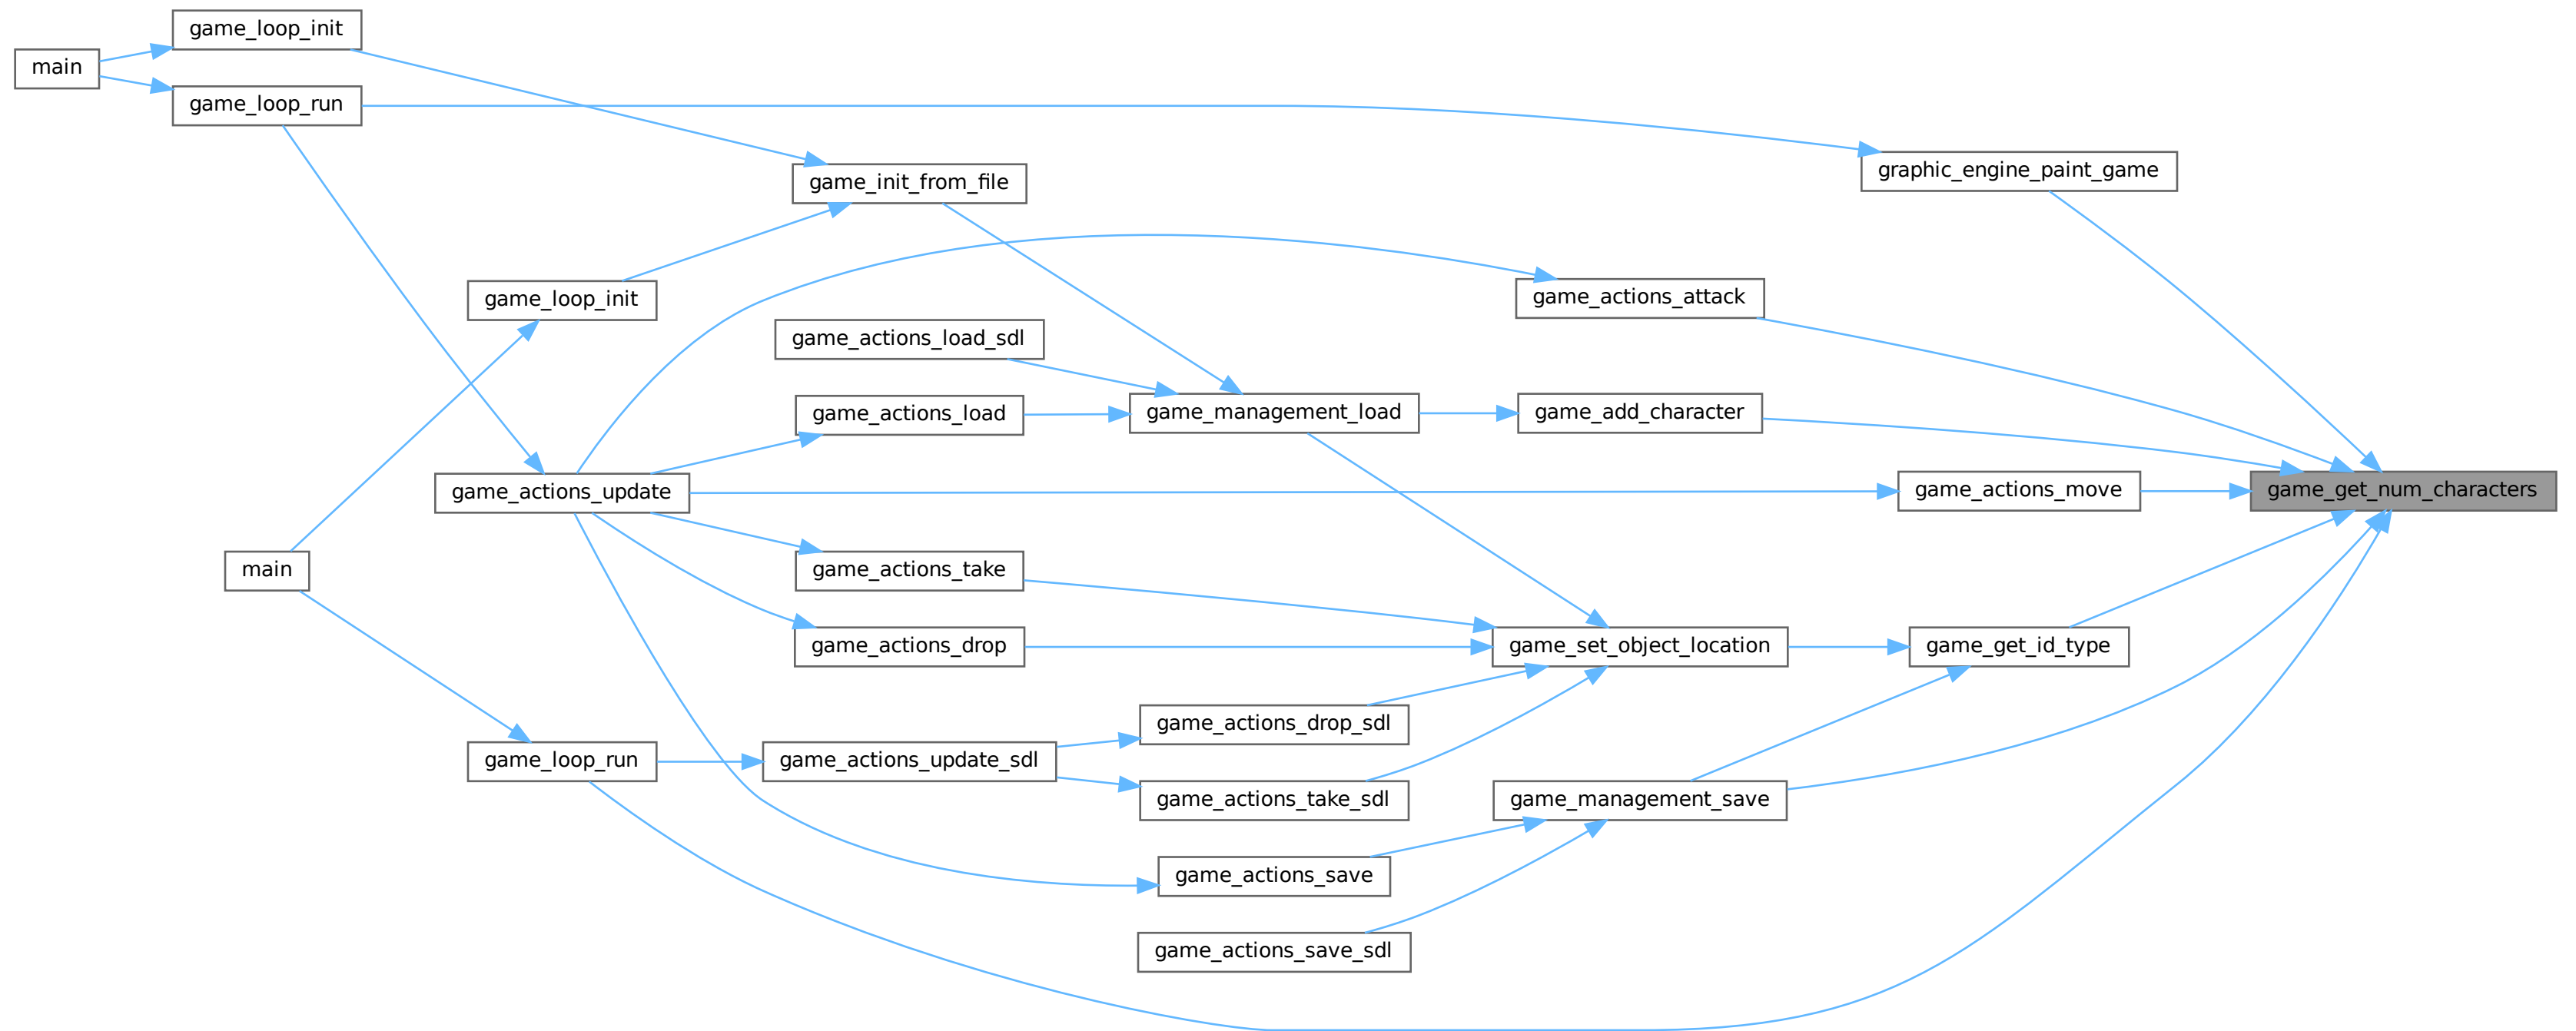 game_loop_init
main
game_loop_run
graphic_engine_paint_game
game_init_from_file
game_loop_init
game_actions_attack
game_actions_load_sdl
game_actions_load
game_management_load
game_add_character
game_actions_update
game_actions_move
game_get_num_characters
main
game_actions_take
game_actions_drop
game_set_object_location
game_get_id_type
game_actions_drop_sdl
game_loop_run
game_actions_update_sdl
game_actions_take_sdl
game_management_save
game_actions_save
game_actions_save_sdl